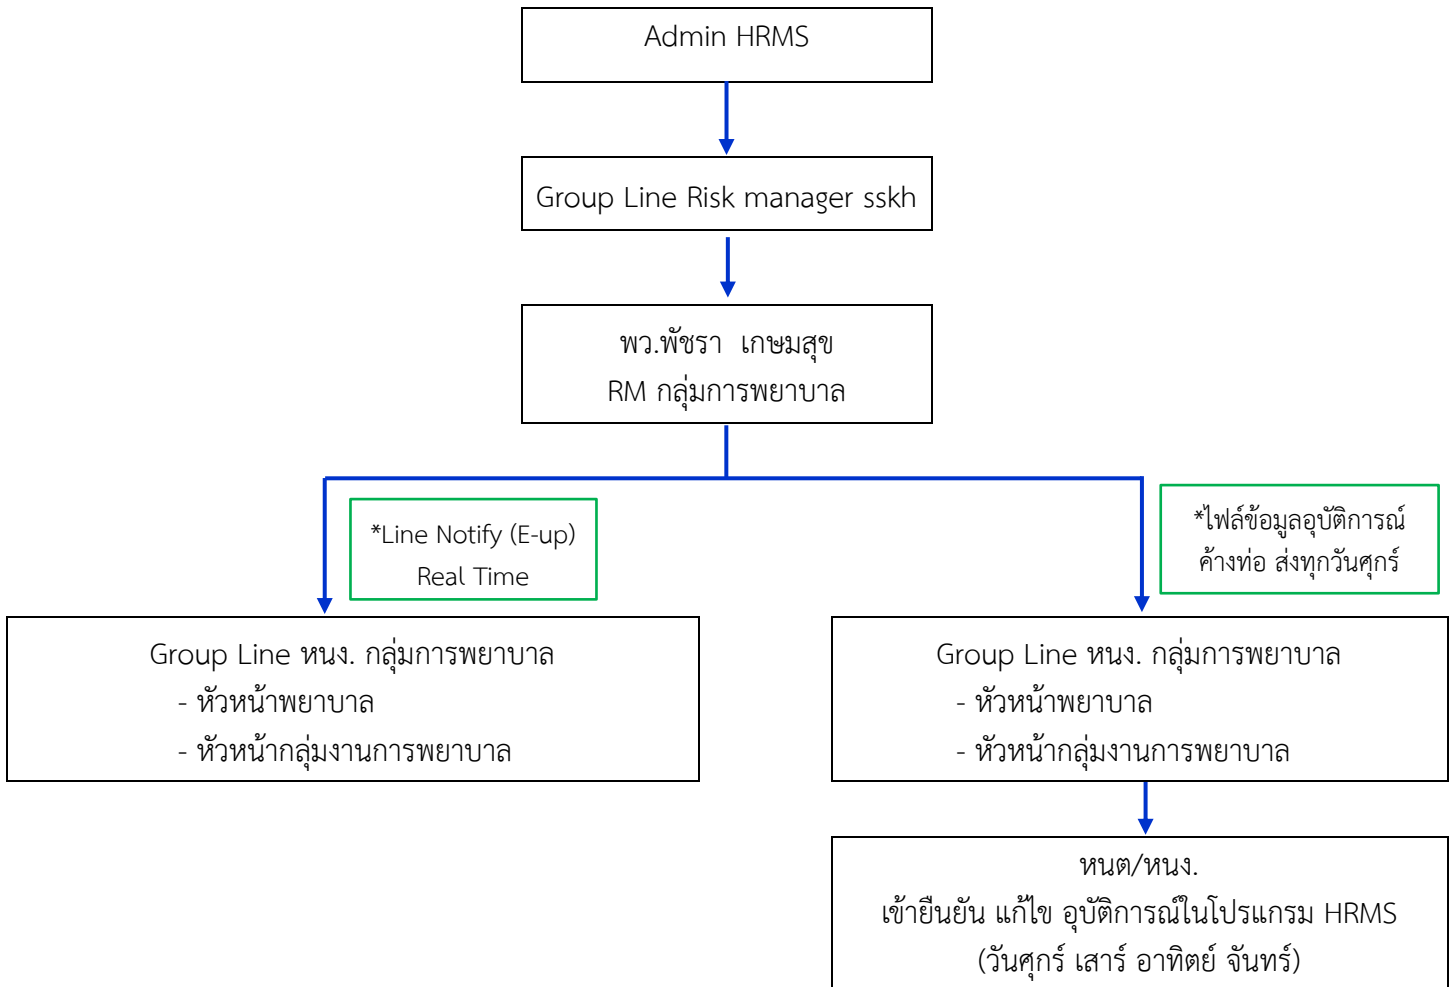 Admin HRMS
Group Line Risk manager sskh
พว.พัชรา เกษมสุข
RM กลุ่มการพยาบาล
*Line Notify (E-up)
Real Time
*ไฟล์ข้อมูลอุบัติการณ์
ค้างท่อ ส่งทุกวันศุกร์
Group Line หนง. กลุ่มการพยาบาล
- หัวหน้าพยาบาล
- หัวหน้ากลุ่มงานการพยาบาล
Group Line หนง. กลุ่มการพยาบาล
- หัวหน้าพยาบาล
- หัวหน้ากลุ่มงานการพยาบาล
หนต/หนง.
เข้ายืนยัน แก้ไข อุบัติการณ์ในโปรแกรม HRMS
(วันศุกร์ เสาร์ อาทิตย์ จันทร์)